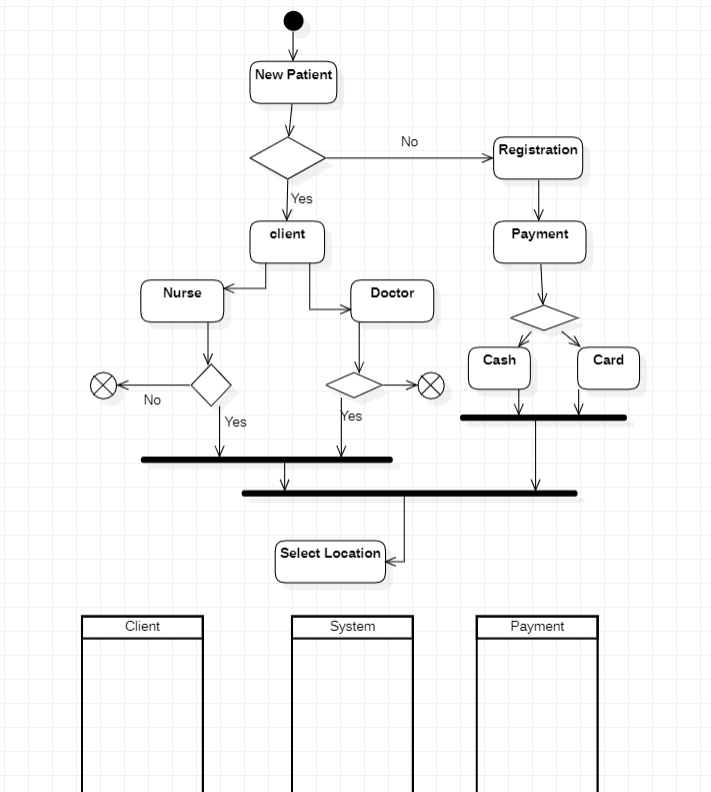 New Patient
No
Registration
Yes
client
Payment
Nurse
Doctor
Cash
Card
No
Yes
Yes
Select Location
Client
System
Payment